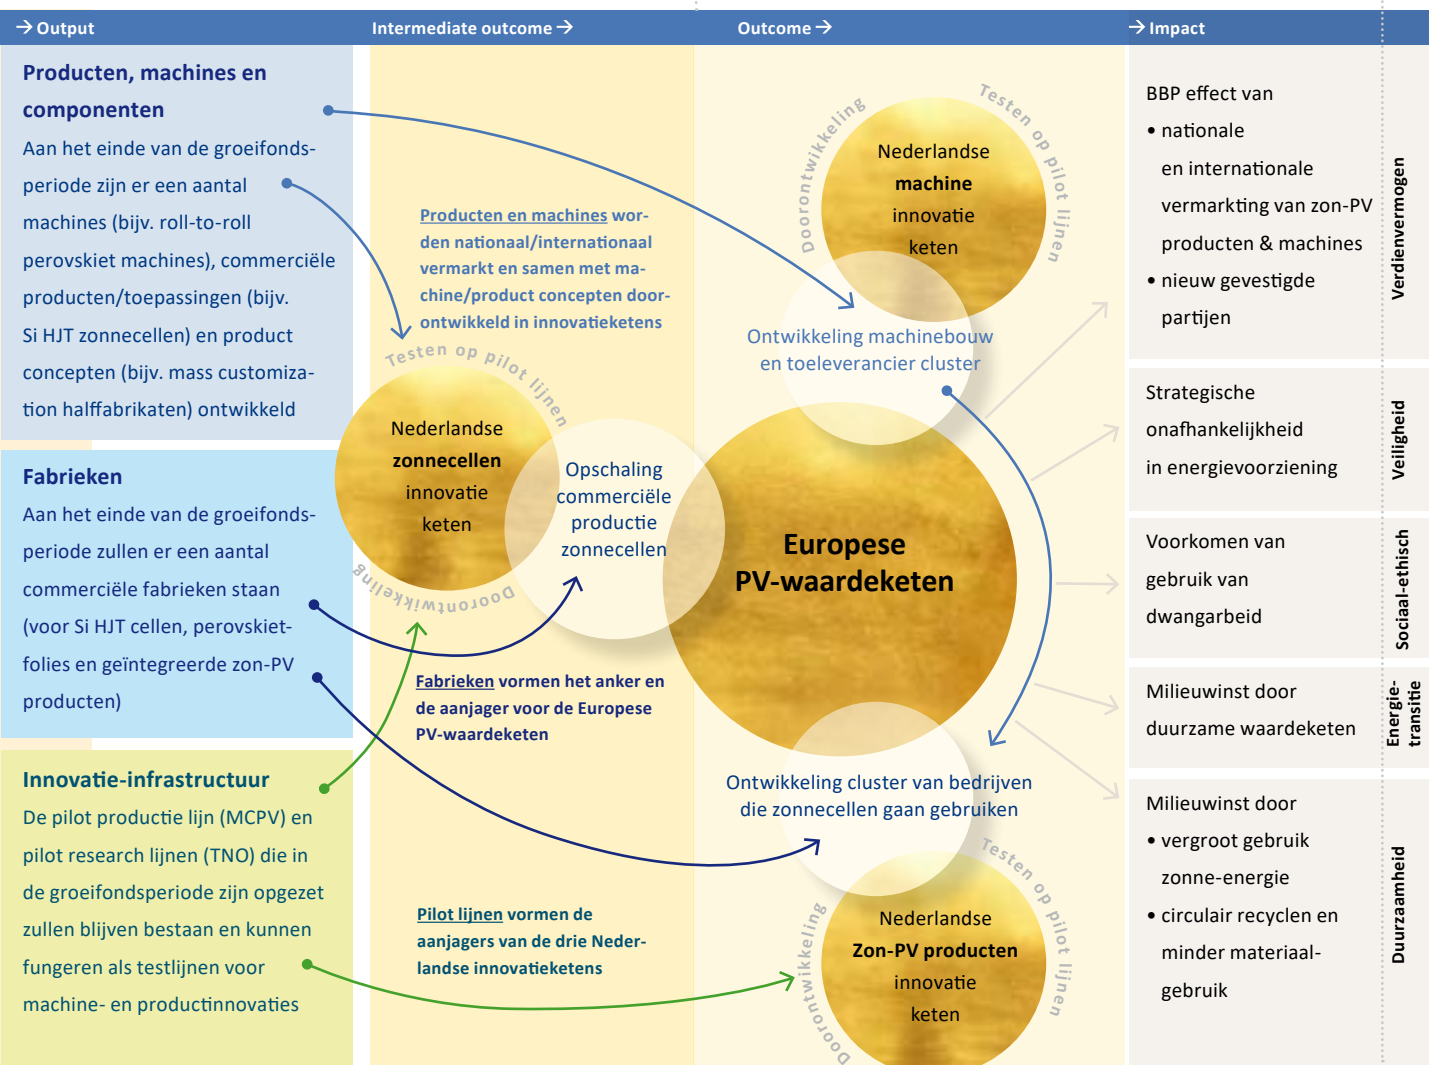 → Output
Intermediate outcome →
Outcome →
→ Impact
Producten, machines en
componenten
Aan het einde van de groeifonds-
periode zijn er een aantal
machines (bijv. roll-to-roll
perovskiet machines), commerciële
producten/toepassingen (bijv.
Si HJT zonnecellen) en product
concepten (bijv. mass customiza-
tion halffabrikaten) ontwikkeld
Fabrieken
Aan het einde van de groeifonds-
periode zullen er een aantal
commerciële fabrieken staan
(voor Si HJT cellen, perovskiet-
folies en geïntegreerde zon-PV
producten)
Innovatie-infrastructuur
De pilot productie lijn (MCPV) en
pilot research lijnen (TNO) die in
de groeifondsperiode zijn opgezet
zullen blijven bestaan en kunnen
fungeren als testlijnen voor
machine- en productinnovaties
Producten en machines wor-
den nationaal/internationaal
vermarkt en samen met ma-
chine/product concepten door-
ontwikkeld in innovatieketens
Testen op pilot lijnen
Nederlandse
zonnecellen
innovatie
keten
Doorontwikkeling
Opschaling
commerciële
productie
zonnecellen
Fabrieken vormen het anker en
de aanjager voor de Europese
PV-waardeketen
Pilot lijnen vormen de
aanjagers van de drie Neder-
landse innovatieketens
Doorontwikkeling
Testen op pilot lijnen
Nederlandse
machine
innovatie
keten
Ontwikkeling machinebouw
en toeleverancier cluster
Europese
PV-waardeketen
Ontwikkeling cluster van bedrijven
die zonnecellen gaan gebruiken
Testen op pilot lijnen
Doorontwikkeling
Nederlandse
Zon-PV producten
innovatie
keten
BBP effect van
• nationale
en internationale
vermarkting van zon-PV
producten & machines
• nieuw gevestigde
partijen
Verdienvermogen
Strategische
onafhankelijkheid
in energievoorziening
Veiligheid
Voorkomen van
gebruik van
dwangarbeid
Sociaal-ethisch
Milieuwinst door
duurzame waardeketen
Energie-
transitie
Milieuwinst door
• vergroot gebruik
zonne-energie
• circulair recyclen en
minder materiaal-
gebruik
Duurzaamheid